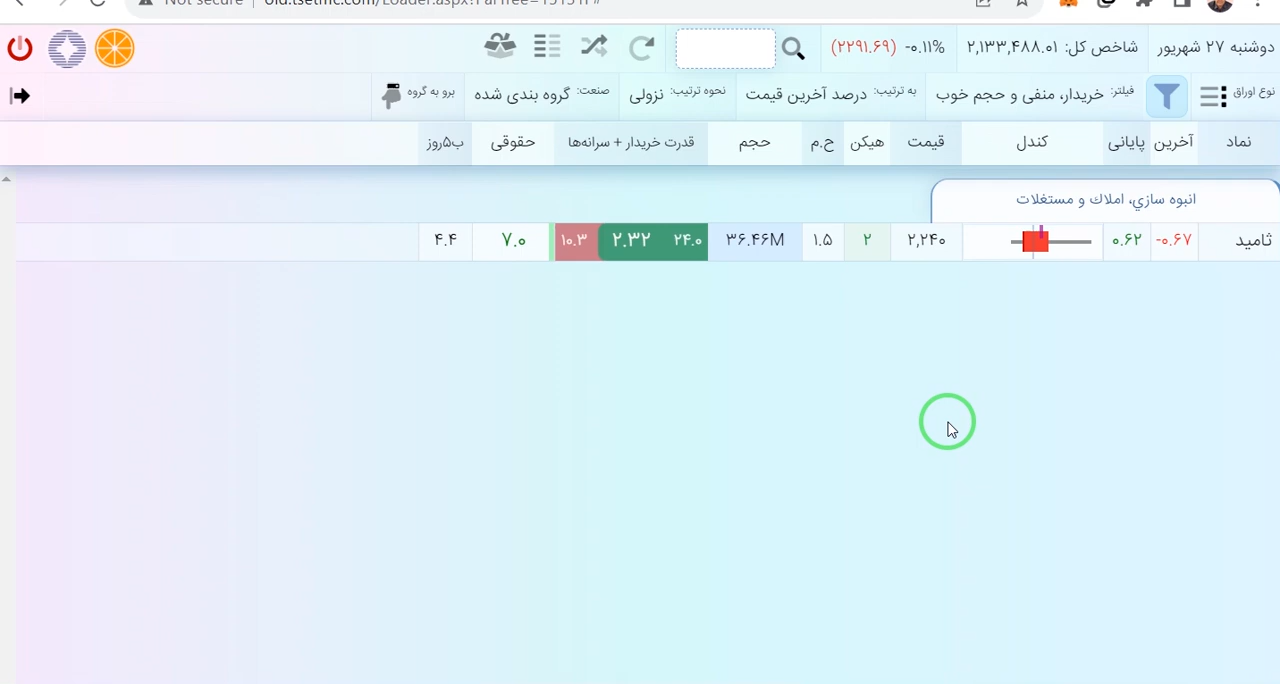 Not secure | old.tsetmc.com/Loader.aspx?ParTree=15131F#
دوشنبه ۲۷ شهریور شاخص کل: ۲,۱۳۳,۴۸۸.۰۱ -۰.۱۱% (۲۲۹۱.۶۹)
نوع اوراق فیلتر: خریدار، منفی و حجم خوب به ترتیب: درصد آخرین قیمت نحوه ترتیب: نزولی صنعت: گروه بندی شده برو به گروه
نماد آخرین پایانی کندل قیمت هیکن ح.م حجم قدرت خریدار + سرانه‌ها حقوقی ب۵روز
انبوه سازي، املاك و مستغلات
ثامید -۰.۶۷ ۰.۶۲ ۲,۲۴۰ ۲ ۱.۵ ۳۶.۴۶M ۲۴.۰ ۲.۳۲ ۱۰.۳ ۷.۰ ۴.۴